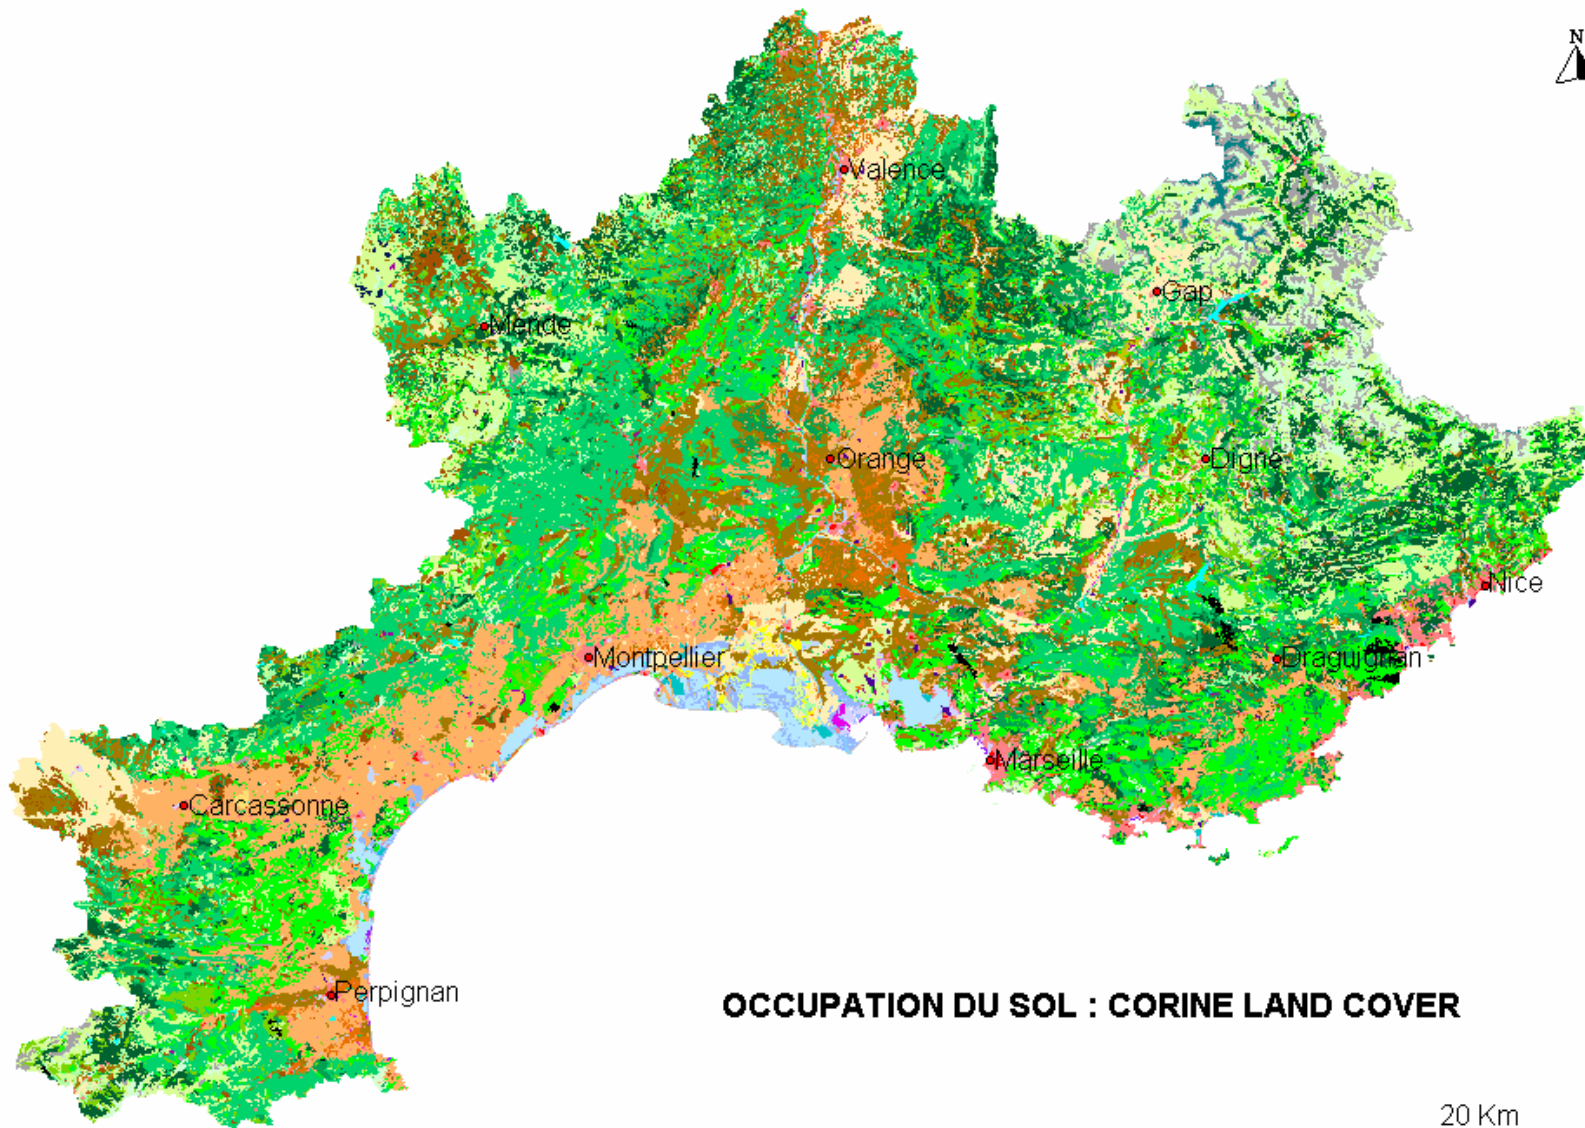 N
Valence
Gap
Mende
Orange
Digne
Nice
Montpellier
Draguignan
Marseille
Carcassonne
Perpignan
OCCUPATION DU SOL : CORINE LAND COVER
20 Km